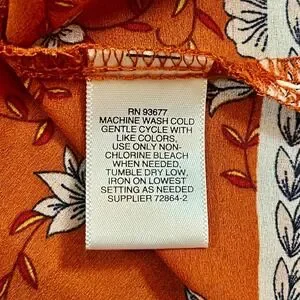 RN 93677
MACHINE WASH COLD
GENTLE CYCLE WITH
LIKE COLORS,
USE ONLY NON-
CHLORINE BLEACH
WHEN NEEDED,
TUMBLE DRY LOW,
IRON ON LOWEST
SETTING AS NEEDED
SUPPLIER 72864-2